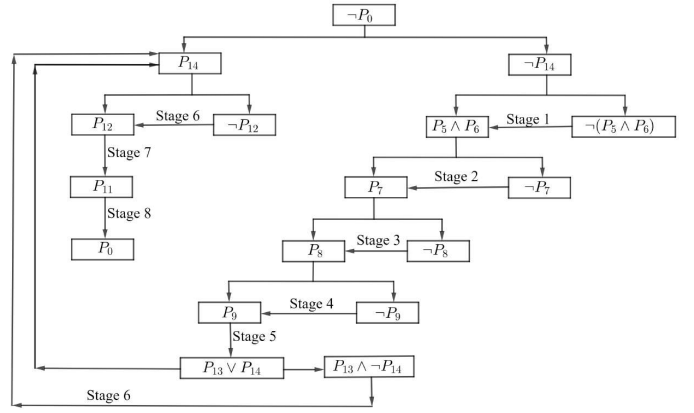 ¬P₀
P₁₄ ¬P₁₄
P₁₂ Stage 6 ¬P₁₂ P₅ ∧ P₆ Stage 1 ¬(P₅ ∧ P₆)
Stage 7
P₁₁ P₇ Stage 2 ¬P₇
Stage 8
P₀ P₈ Stage 3 ¬P₈
P₉ Stage 4 ¬P₉
Stage 5
P₁₃ ∨ P₁₄ P₁₃ ∧ ¬P₁₄
Stage 6